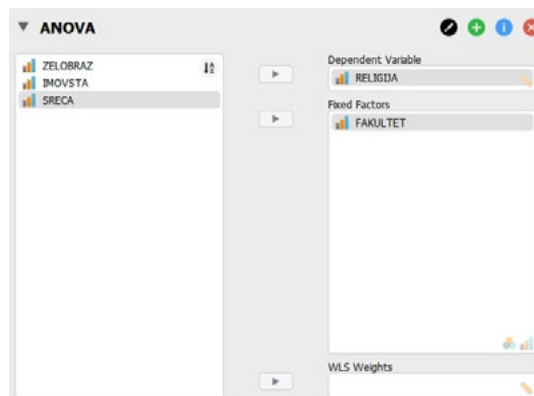 ANOVA
ZELOBRAZ
IMOVSTA
SRECA
Dependent Variable
RELIGIJA
Fixed Factors
FAKULTET
WLS Weights